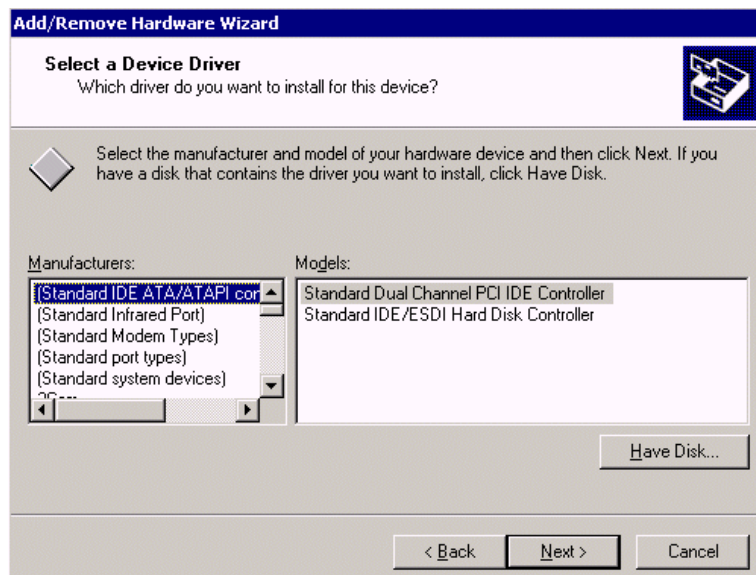 Add/Remove Hardware Wizard
Select a Device Driver
Which driver do you want to install for this device?
Select the manufacturer and model of your hardware device and then click Next. If you
have a disk that contains the driver you want to install, click Have Disk.
Manufacturers:
(Standard IDE ATA/ATAPI con
(Standard Infrared Port)
(Standard Modem Types)
(Standard port types)
(Standard system devices)
Models:
Standard Dual Channel PCI IDE Controller
Standard IDE/ESDI Hard Disk Controller
Have Disk...
< Back
Next >
Cancel